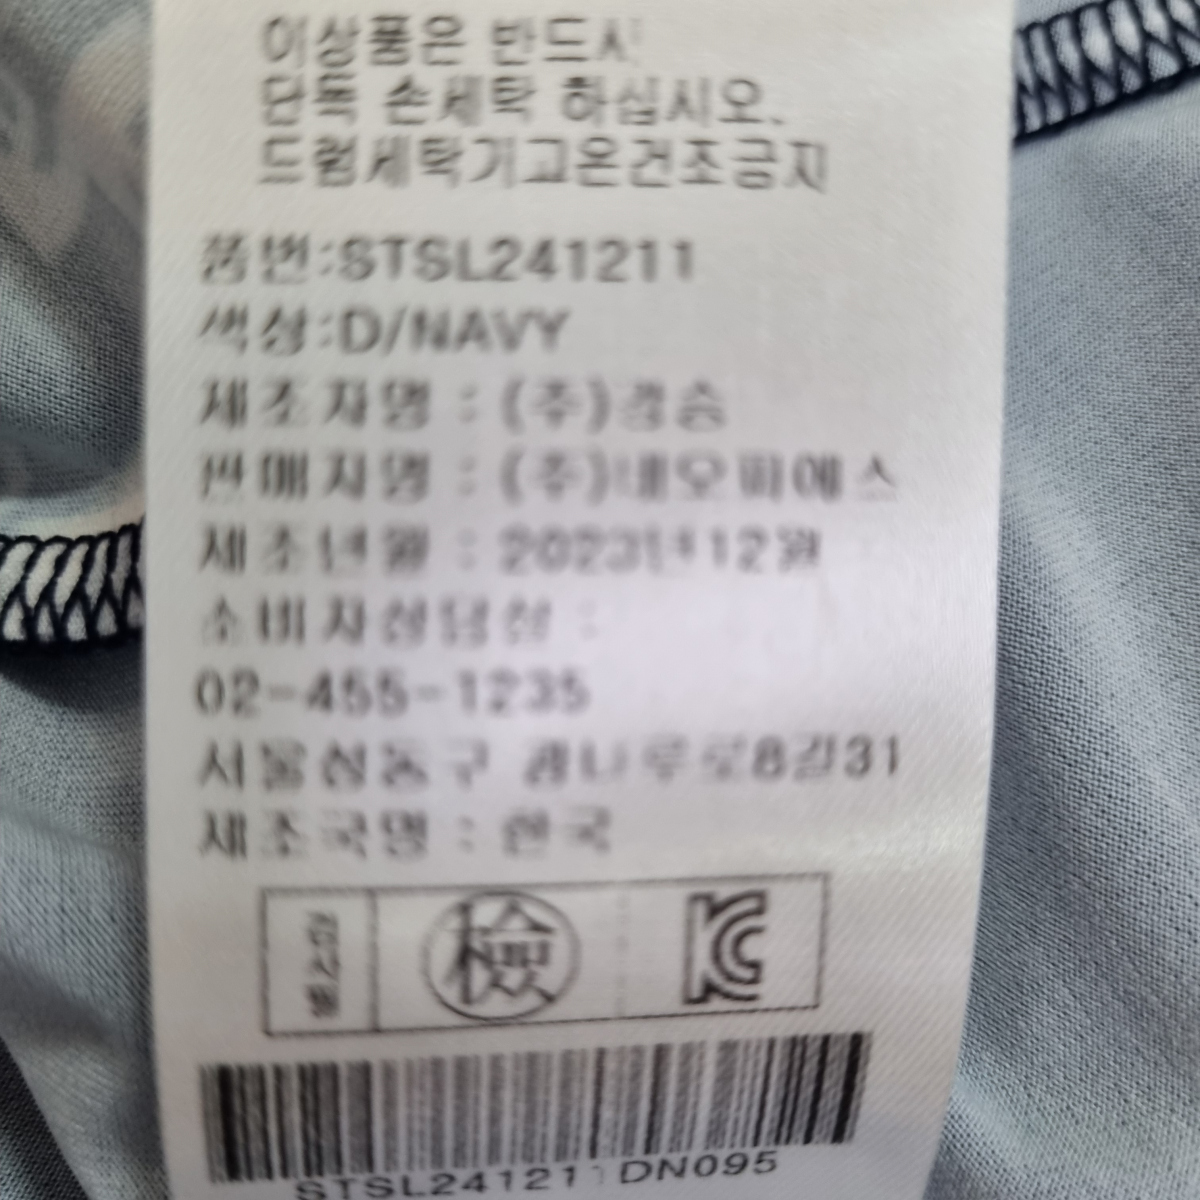 이상품은 반드시
단독 손세탁 하십시오.
드럼세탁기고온건조금지
품번:STSL241211
색상:D/NAVY
제조자명 : (주)경승
판매자명 : (주)네오피에스
제조년월 : 2023년12월
소비자상담실 :
02-455-1235
서울성동구 광나루로8길31
제조국명 : 한국
검사필
檢
KC
STSL241211DN095